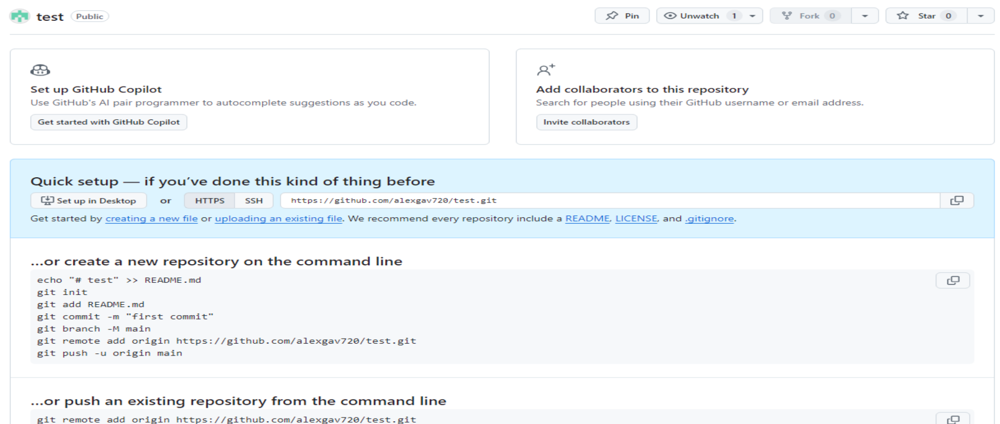 test Public Pin Unwatch 1 Fork 0 Star 0
Set up GitHub Copilot
Use GitHub's AI pair programmer to autocomplete suggestions as you code.
Get started with GitHub Copilot
Add collaborators to this repository
Search for people using their GitHub username or email address.
Invite collaborators
Quick setup — if you’ve done this kind of thing before
Set up in Desktop or HTTPS SSH https://github.com/alexgav720/test.git
Get started by creating a new file or uploading an existing file. We recommend every repository include a README, LICENSE, and .gitignore.
…or create a new repository on the command line
echo "# test" >> README.md
git init
git add README.md
git commit -m "first commit"
git branch -M main
git remote add origin https://github.com/alexgav720/test.git
git push -u origin main
…or push an existing repository from the command line
git remote add origin https://github.com/alexgav720/test.git